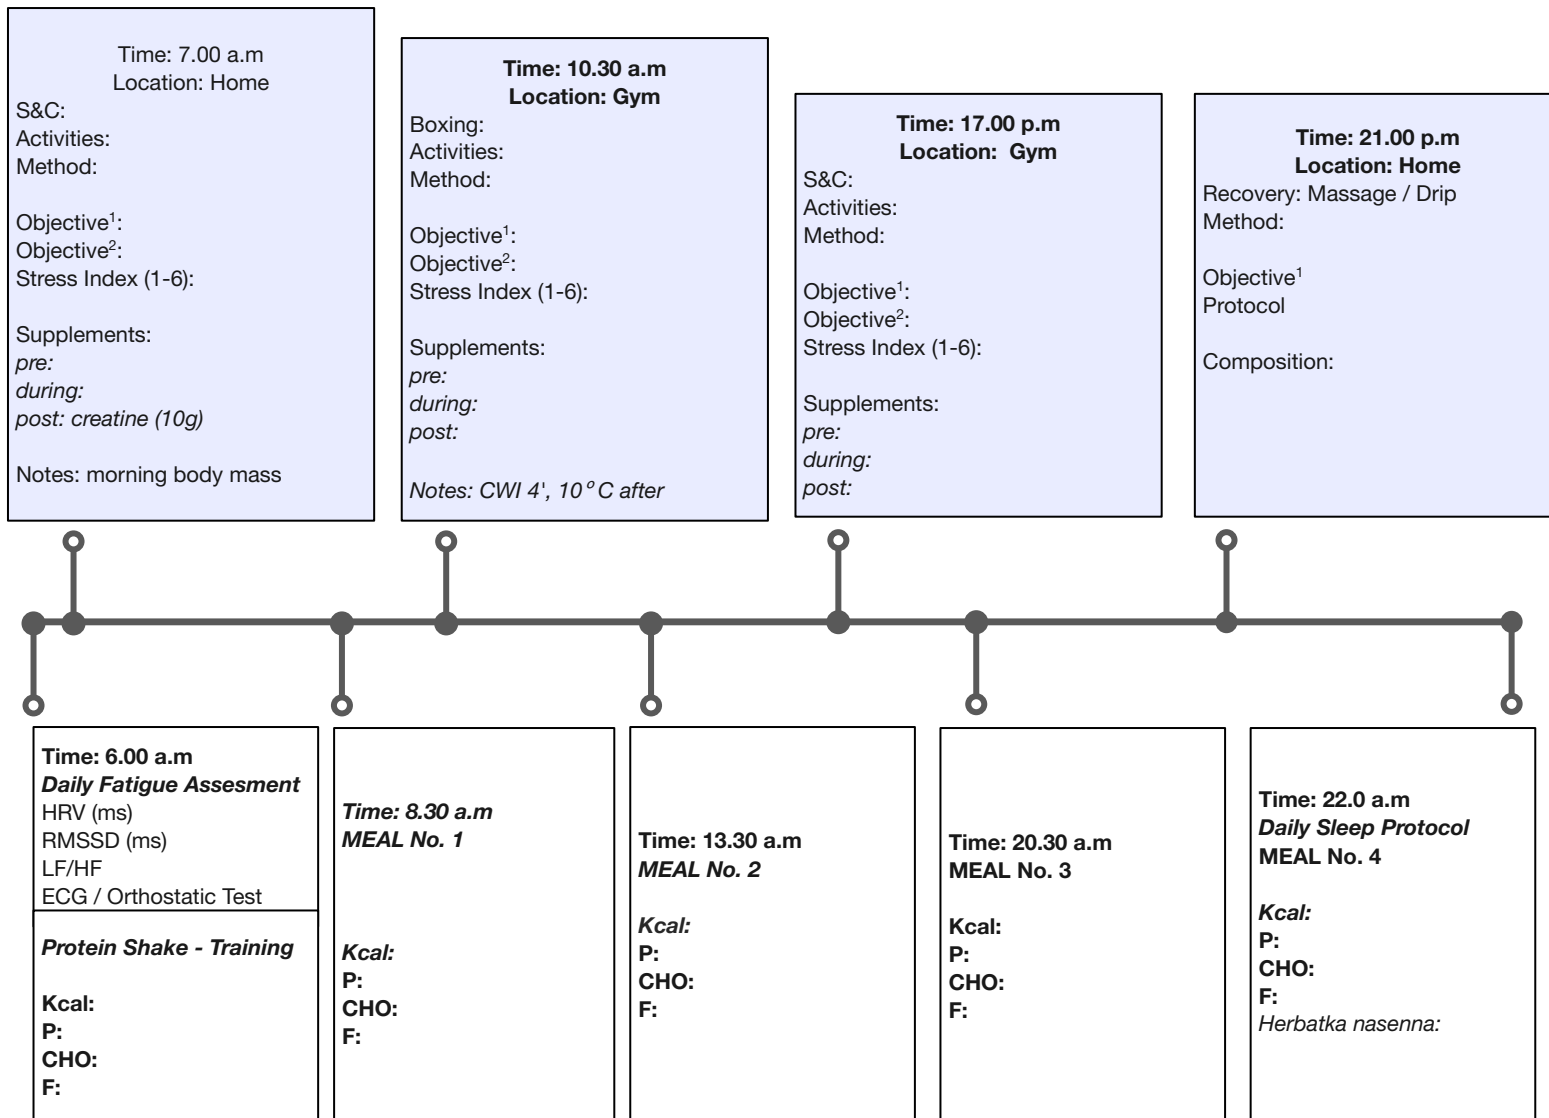 Time: 7.00 a.m
Location: Home
S&C:
Activities:
Method:
Objective¹:
Objective²:
Stress Index (1-6):
Supplements:
pre:
during:
post: creatine (10g)
Notes: morning body mass
Time: 10.30 a.m
Location: Gym
Boxing:
Activities:
Method:
Objective¹:
Objective²:
Stress Index (1-6):
Supplements:
pre:
during:
post:
Notes: CWI 4', 10° C after
Time: 17.00 p.m
Location: Gym
S&C:
Activities:
Method:
Objective¹:
Objective²:
Stress Index (1-6):
Supplements:
pre:
during:
post:
Time: 21.00 p.m
Location: Home
Recovery: Massage / Drip
Method:
Objective¹
Protocol
Composition:
Time: 6.00 a.m
Daily Fatigue Assesment
HRV (ms)
RMSSD (ms)
LF/HF
ECG / Orthostatic Test
Protein Shake - Training
Kcal:
P:
CHO:
F:
Time: 8.30 a.m
MEAL No. 1
Kcal:
P:
CHO:
F:
Time: 13.30 a.m
MEAL No. 2
Kcal:
P:
CHO:
F:
Time: 20.30 a.m
MEAL No. 3
Kcal:
P:
CHO:
F:
Time: 22.0 a.m
Daily Sleep Protocol
MEAL No. 4
Kcal:
P:
CHO:
F:
Herbatka nasenna: